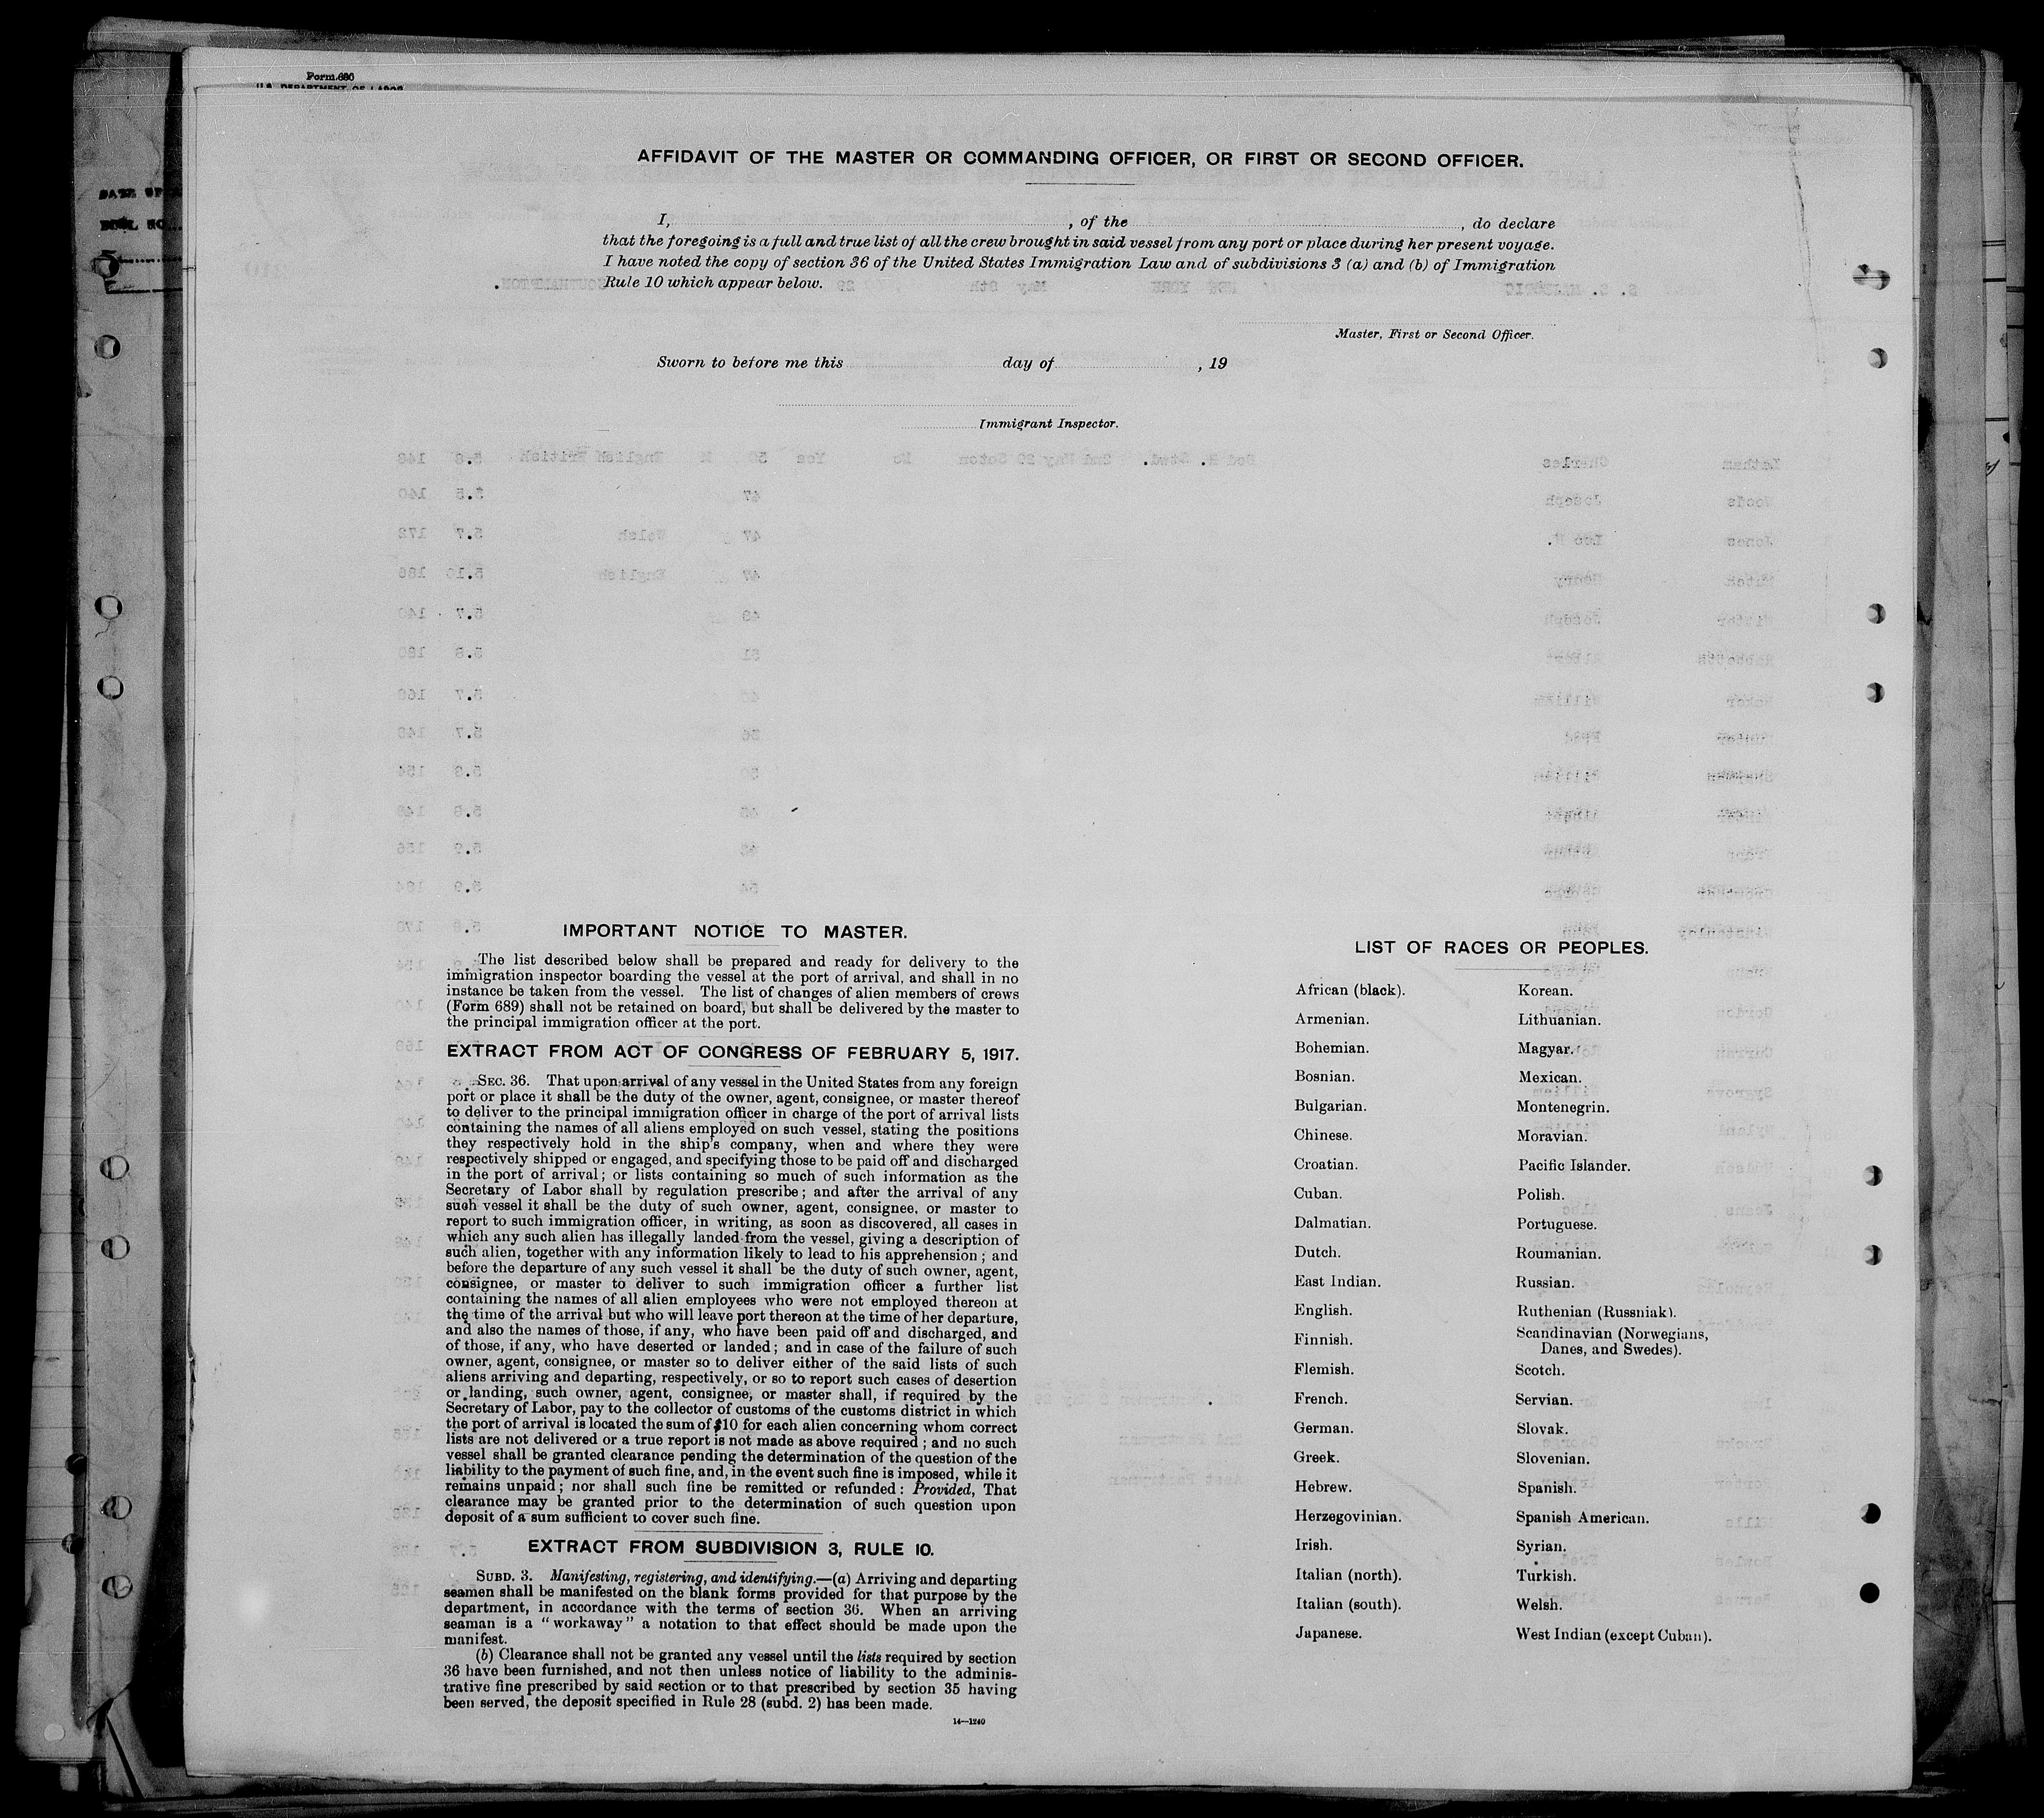 Form 680
U.S. DEPARTMENT OF LABOR
AFFIDAVIT OF THE MASTER OR COMMANDING OFFICER, OR FIRST OR SECOND OFFICER.
I, , of the , do declare
that the foregoing is a full and true list of all the crew brought in said vessel from any port or place during her present voyage.
I have noted the copy of section 36 of the United States Immigration Law and of subdivisions 3 (a) and (b) of Immigration
Rule 10 which appear below.
Master, First or Second Officer.
Sworn to before me this day of , 19
Immigrant Inspector.
IMPORTANT NOTICE TO MASTER.
The list described below shall be prepared and ready for delivery to the
immigration inspector boarding the vessel at the port of arrival, and shall in no
instance be taken from the vessel. The list of changes of alien members of crews
(Form 689) shall not be retained on board, but shall be delivered by the master to
the principal immigration officer at the port.
EXTRACT FROM ACT OF CONGRESS OF FEBRUARY 5, 1917.
SEC. 36. That upon arrival of any vessel in the United States from any foreign
port or place it shall be the duty of the owner, agent, consignee, or master thereof
to deliver to the principal immigration officer in charge of the port of arrival lists
containing the names of all aliens employed on such vessel, stating the positions
they respectively hold in the ship's company, when and where they were
respectively shipped or engaged, and specifying those to be paid off and discharged
in the port of arrival; or lists containing so much of such information as the
Secretary of Labor shall by regulation prescribe; and after the arrival of any
such vessel it shall be the duty of such owner, agent, consignee, or master to
report to such immigration officer, in writing, as soon as discovered, all cases in
which any such alien has illegally landed from the vessel, giving a description of
such alien, together with any information likely to lead to his apprehension; and
before the departure of any such vessel it shall be the duty of such owner, agent,
consignee, or master to deliver to such immigration officer a further list
containing the names of all alien employees who were not employed thereon at
the time of the arrival but who will leave port thereon at the time of her departure,
and also the names of those, if any, who have been paid off and discharged, and
of those, if any, who have deserted or landed; and in case of the failure of such
owner, agent, consignee, or master so to deliver either of the said lists of such
aliens arriving and departing, respectively, or so to report such cases of desertion
or landing, such owner, agent, consignee, or master shall, if required by the
Secretary of Labor, pay to the collector of customs of the customs district in which
the port of arrival is located the sum of $10 for each alien concerning whom correct
lists are not delivered or a true report is not made as above required; and no such
vessel shall be granted clearance pending the determination of the question of the
liability to the payment of such fine, and, in the event such fine is imposed, while it
remains unpaid; nor shall such fine be remitted or refunded: Provided, That
clearance may be granted prior to the determination of such question upon
deposit of a sum sufficient to cover such fine.
EXTRACT FROM SUBDIVISION 3, RULE 10.
SUBD. 3. Manifesting, registering, and identifying.—(a) Arriving and departing
seamen shall be manifested on the blank forms provided for that purpose by the
department, in accordance with the terms of section 36. When an arriving
seaman is a "workaway" a notation to that effect should be made upon the
manifest.
(b) Clearance shall not be granted any vessel until the lists required by section
36 have been furnished, and not then unless notice of liability to the adminis-
trative fine prescribed by said section or to that prescribed by section 35 having
been served, the deposit specified in Rule 28 (subd. 2) has been made.
14—1240
LIST OF RACES OR PEOPLES.
African (black).
Armenian.
Bohemian.
Bosnian.
Bulgarian.
Chinese.
Croatian.
Cuban.
Dalmatian.
Dutch.
East Indian.
English.
Finnish.
Flemish.
French.
German.
Greek.
Hebrew.
Herzegovinian.
Irish.
Italian (north).
Italian (south).
Japanese.
Korean.
Lithuanian.
Magyar.
Mexican.
Montenegrin.
Moravian.
Pacific Islander.
Polish.
Portuguese.
Roumanian.
Russian.
Ruthenian (Russniak).
Scandinavian (Norwegians,
Danes, and Swedes).
Scotch.
Servian.
Slovak.
Slovenian.
Spanish.
Spanish American.
Syrian.
Turkish.
Welsh.
West Indian (except Cuban).